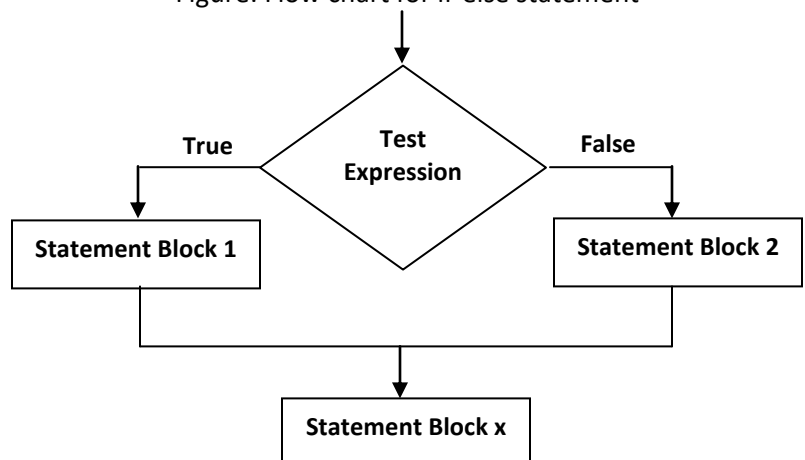 Figure: Flow chart for if-else statement
Test
Expression
True
False
Statement Block 1
Statement Block 2
Statement Block x